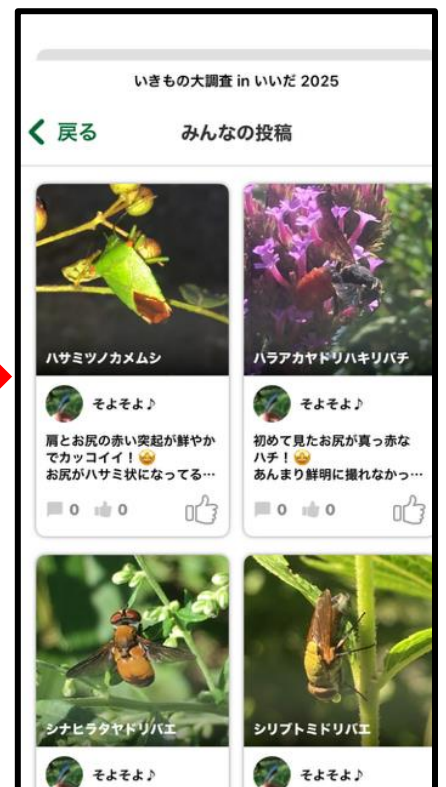 いきもの大調査 in いいだ 2025
戻る
みんなの投稿
ハサミツノカメムシ
そよそよ♪
肩とお尻の赤い突起が鮮やか
でカッコイイ！🤩
お尻がハサミ状になってる…
0 0
ハラアカヤドリハキリバチ
そよそよ♪
初めて見たお尻が真っ赤な
ハチ！🤩
あんまり鮮明に撮れなかっ…
0 0
シナヒラタヤドリバエ
そよそよ♪
シリブトミドリバエ
そよそよ♪